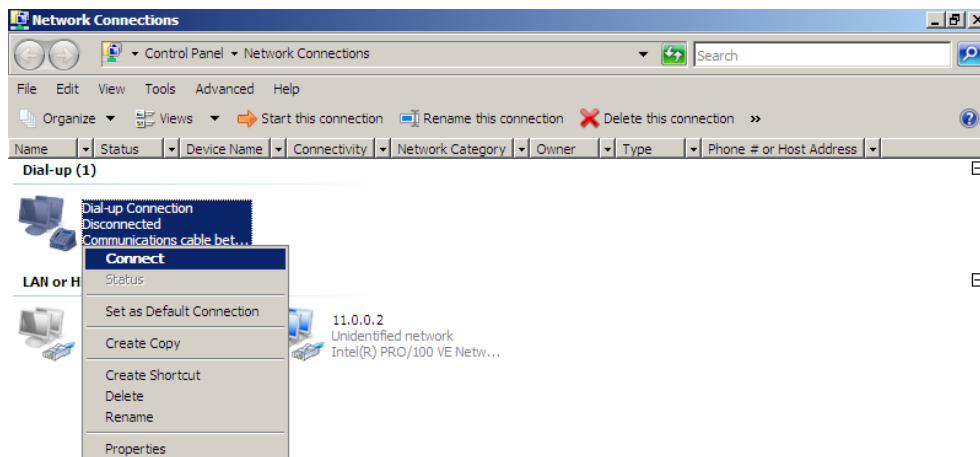 Network Connections
Control Panel Network Connections
Search
File Edit View Tools Advanced Help
Organize Views Start this connection Rename this connection Delete this connection »
Name Status Device Name Connectivity Network Category Owner Type Phone # or Host Address
Dial-up (1)
Dial-up Connection
Disconnected
Communications cable bet...
Connect
LAN or H
Status
Set as Default Connection
11.0.0.2
Unidentified network
Create Copy
Intel(R) PRO/100 VE Netw...
Create Shortcut
Delete
Rename
Properties